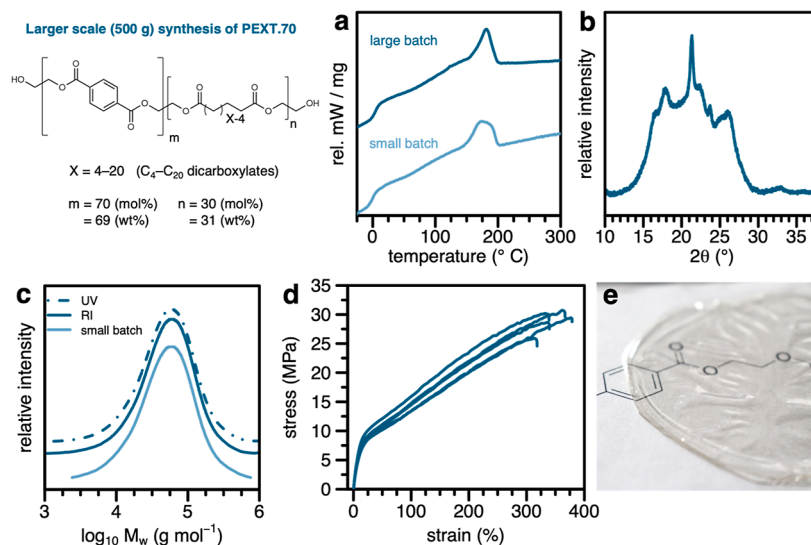 Larger scale (500 g) synthesis of PEXT.70
HO
O
O
O
O
m
O
O
X-4
O
O
n
OH
X = 4–20 (C₄–C₂₀ dicarboxylates)
m = 70 (mol%) n = 30 (mol%)
= 69 (wt%) = 31 (wt%)
a
large batch
small batch
rel. mW / mg
0 100 200 300
temperature (° C)
b
relative intensity
10 15 20 25 30 35
2θ (°)
c
UV
RI
small batch
relative intensity
3 4 5 6
log₁₀ Mw (g mol⁻¹)
d
35
30
25
20
15
10
5
0
stress (MPa)
0 100 200 300 400
strain (%)
e
O
O
O